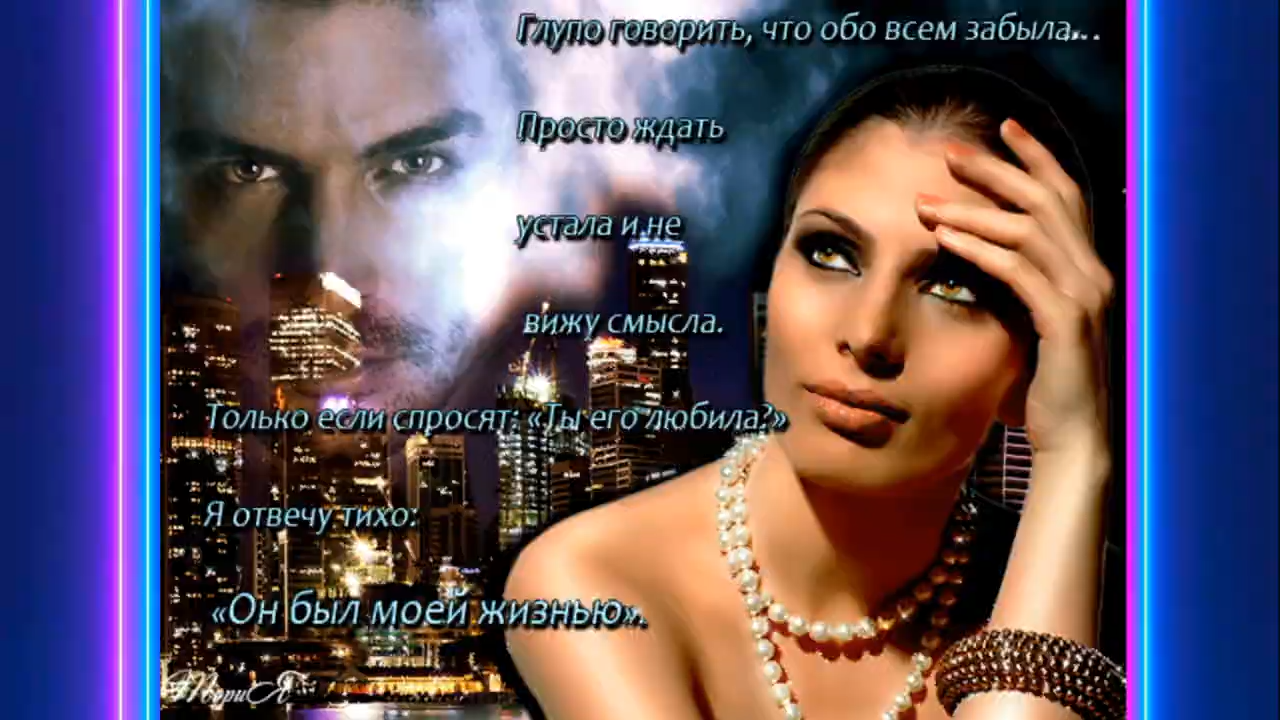 Глупо говорить, что обо всем забыла...
Просто ждать
устала и не
вижу смысла.
Только если спросят: «Ты его любила?»
Я отвечу тихо:
«Он был моей жизнью».
ТориЯ